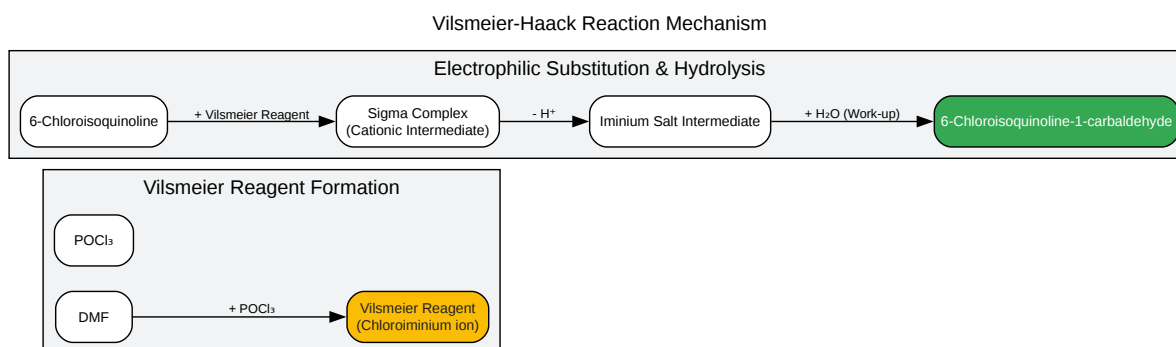 Vilsmeier-Haack Reaction Mechanism
Electrophilic Substitution & Hydrolysis
6-Chloroisoquinoline
+ Vilsmeier Reagent
Sigma Complex
(Cationic Intermediate)
- H⁺
Iminium Salt Intermediate
+ H₂O (Work-up)
6-Chloroisoquinoline-1-carbaldehyde
Vilsmeier Reagent Formation
POCl₃
DMF
+ POCl₃
Vilsmeier Reagent
(Chloroiminium ion)